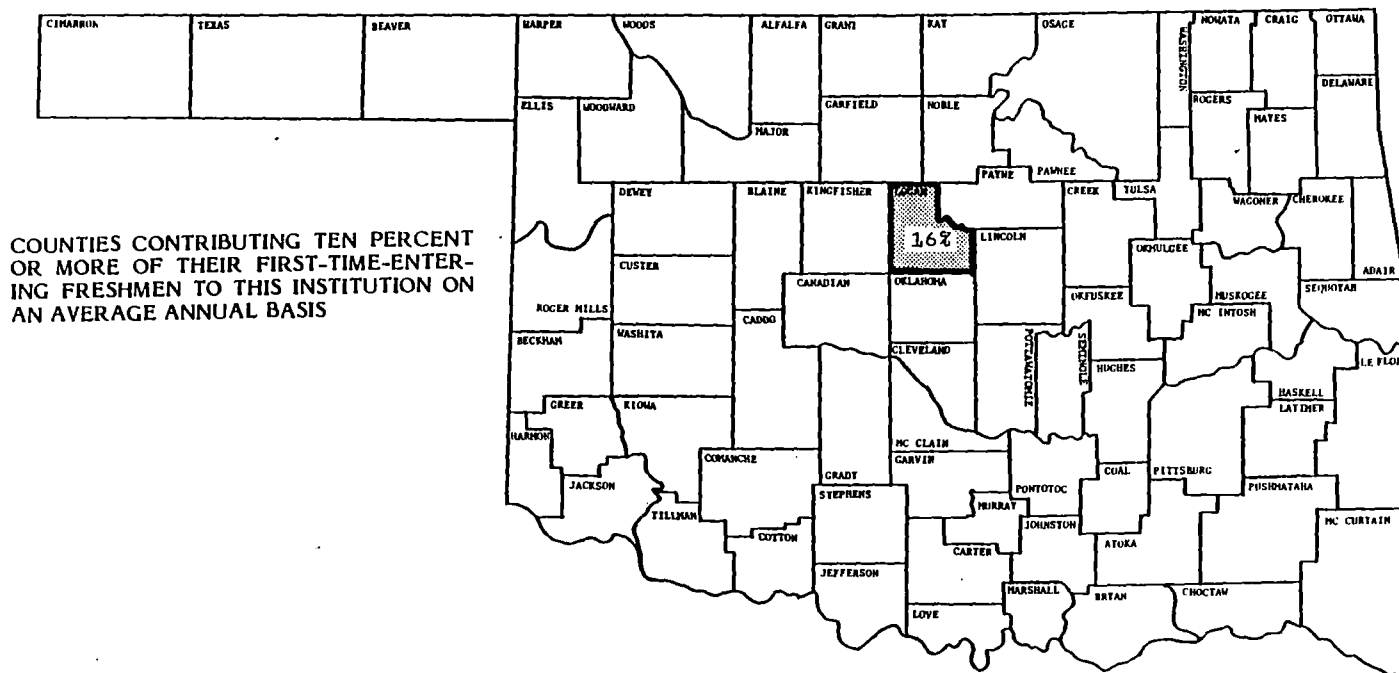 CIMARRON TEXAS BEAVER HARPER WOODS ALFALFA GRANT KAY OSAGE WASHINGTON NOWATA CRAIG OTTAWA
DELAWARE
ELLIS WOODWARD GARFIELD NOBLE ROGERS
MAYES
MAJOR
PAYNE PAWNEE
DEWEY BLAINE KINGFISHER LOGAN CREEK TULSA
WAGONER CHEROKEE
16% LINCOLN
COUNTIES CONTRIBUTING TEN PERCENT
OR MORE OF THEIR FIRST-TIME-ENTER-
ING FRESHMEN TO THIS INSTITUTION ON
AN AVERAGE ANNUAL BASIS
OKMULGEE
CUSTER ADAIR
CANADIAN OKLAHOMA SEQUOYAH
OKFUSKEE MUSKOGEE
ROGER MILLS CADDO MC INTOSH
BECKHAM WASHITA
CLEVELAND POTTAWATOMIE SEMINOLE
HUGHES LE FLOR
HASKELL
GREER KIOWA LATIMER
HARMON MC CLAIN
COMANCHE GARVIN
COAL PITTSBURG
JACKSON GRADY PONTOTOC PUSHMATAHA
STEPHENS
TILLMAN MURRAY
JOHNSTON MC CURTAIN
COTTON CARTER ATOKA
JEFFERSON
MARSHALL BRYAN CHOCTAW
LOVE